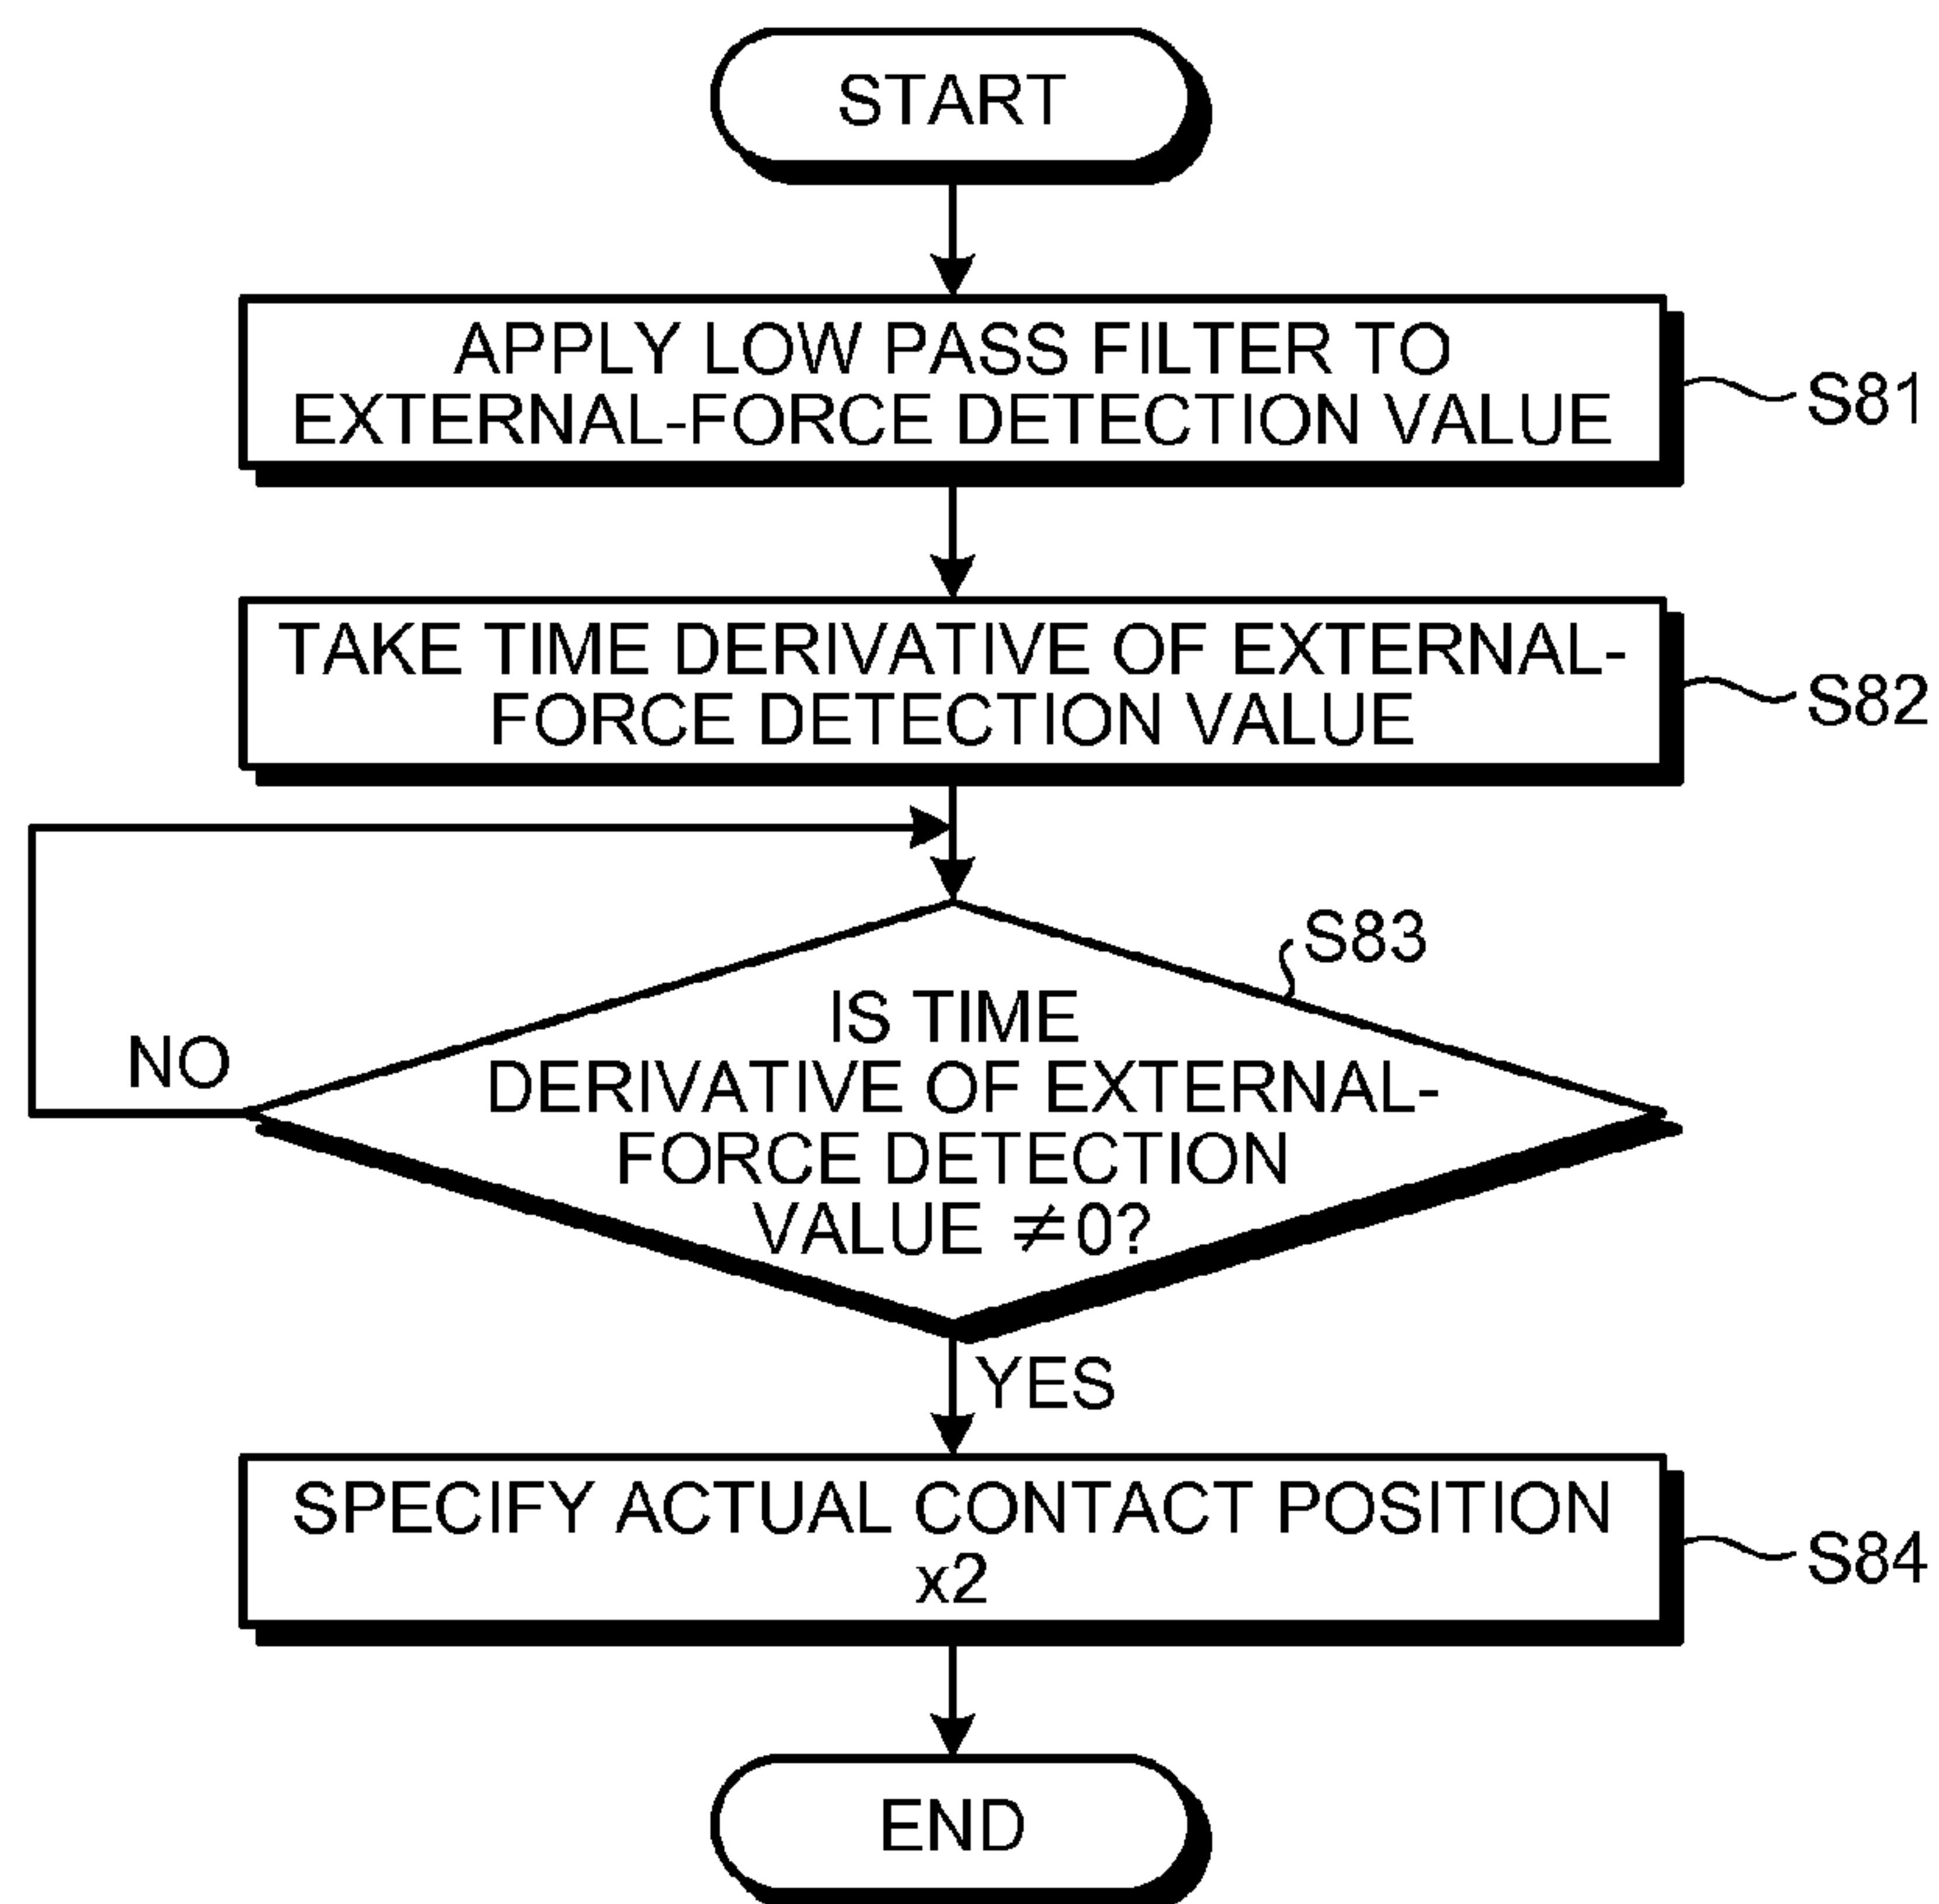 START
APPLY LOW PASS FILTER TO
EXTERNAL-FORCE DETECTION VALUE
S81
TAKE TIME DERIVATIVE OF EXTERNAL-
FORCE DETECTION VALUE
S82
S83
IS TIME
DERIVATIVE OF EXTERNAL-
FORCE DETECTION
VALUE ≠0?
NO
YES
SPECIFY ACTUAL CONTACT POSITION
x2
S84
END